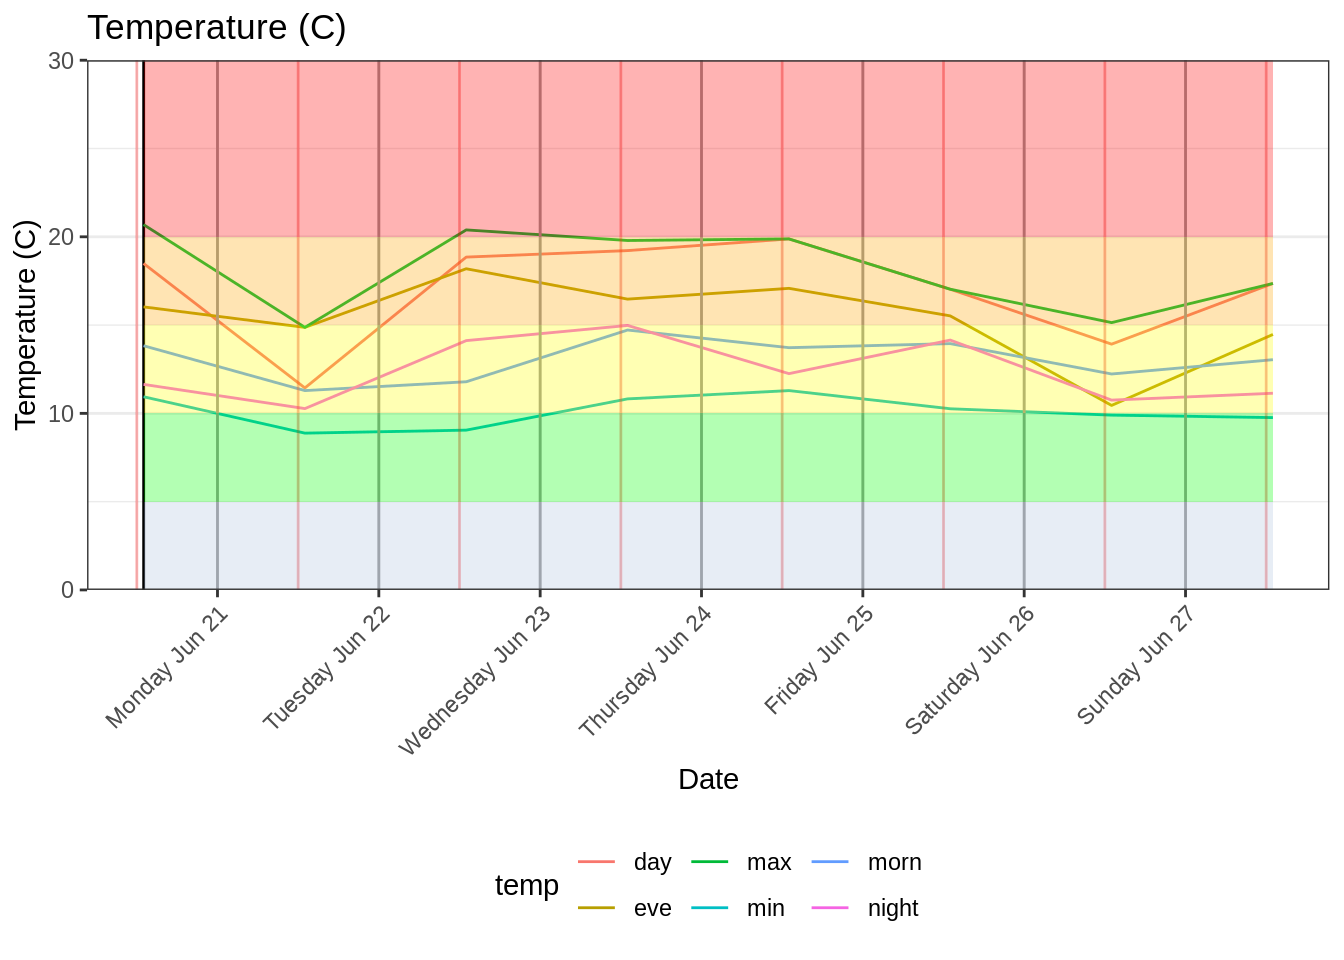 Temperature (C)
30
20
10
0
Temperature (C)
Monday Jun 21
Tuesday Jun 22
Wednesday Jun 23
Thursday Jun 24
Friday Jun 25
Saturday Jun 26
Sunday Jun 27
Date
temp
day
max
morn
eve
min
night